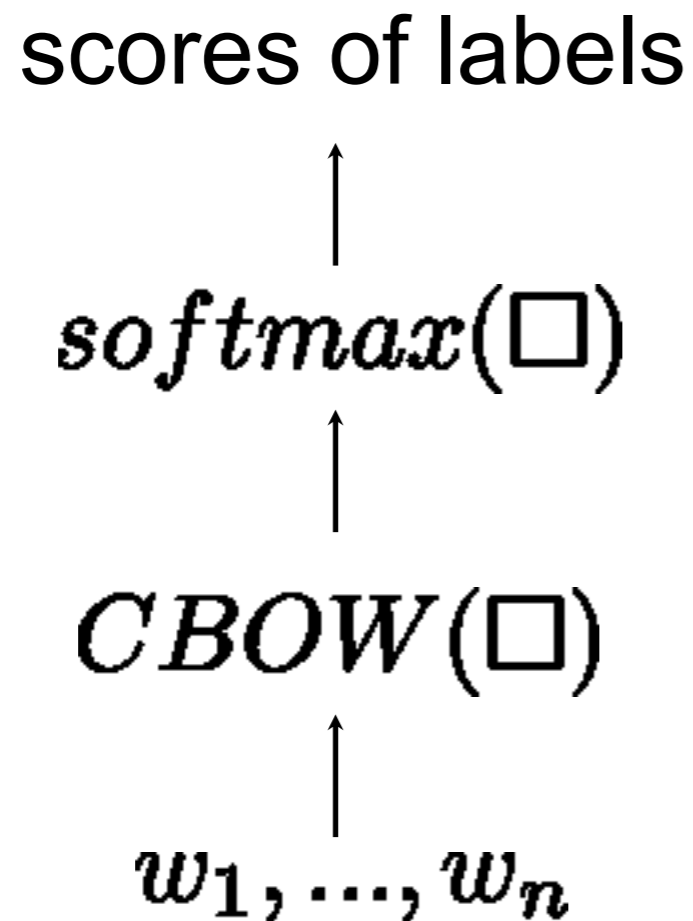 scores of labels
softmax(□)
CBOW(□)
w₁, ..., wₙ